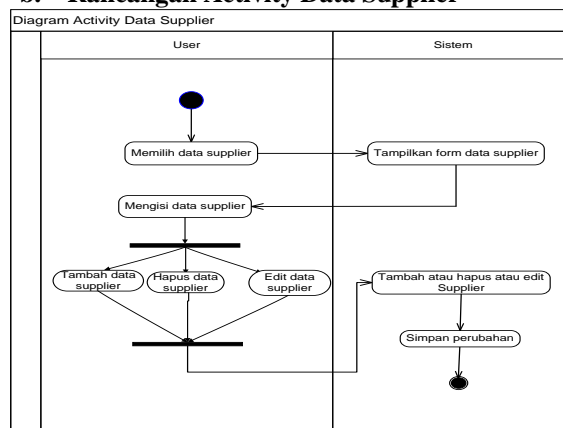 b. Rancangan Activity Data Supplier
Diagram Activity Data Supplier
User
Sistem
Memilih data supplier
Tampilkan form data supplier
Mengisi data supplier
Tambah data
supplier
Hapus data
supplier
Edit data
supplier
Tambah atau hapus atau edit
Supplier
Simpan perubahan